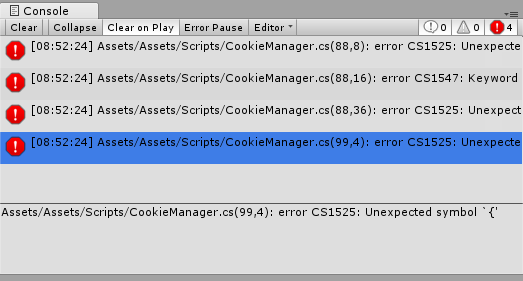 Console
Clear Collapse Clear on Play Error Pause Editor 0 0 4
[08:52:24] Assets/Assets/Scripts/CookieManager.cs(88,8): error CS1525: Unexpecte
[08:52:24] Assets/Assets/Scripts/CookieManager.cs(88,16): error CS1547: Keyword
[08:52:24] Assets/Assets/Scripts/CookieManager.cs(88,36): error CS1525: Unexpect
[08:52:24] Assets/Assets/Scripts/CookieManager.cs(99,4): error CS1525: Unexpecte
Assets/Assets/Scripts/CookieManager.cs(99,4): error CS1525: Unexpected symbol `{'